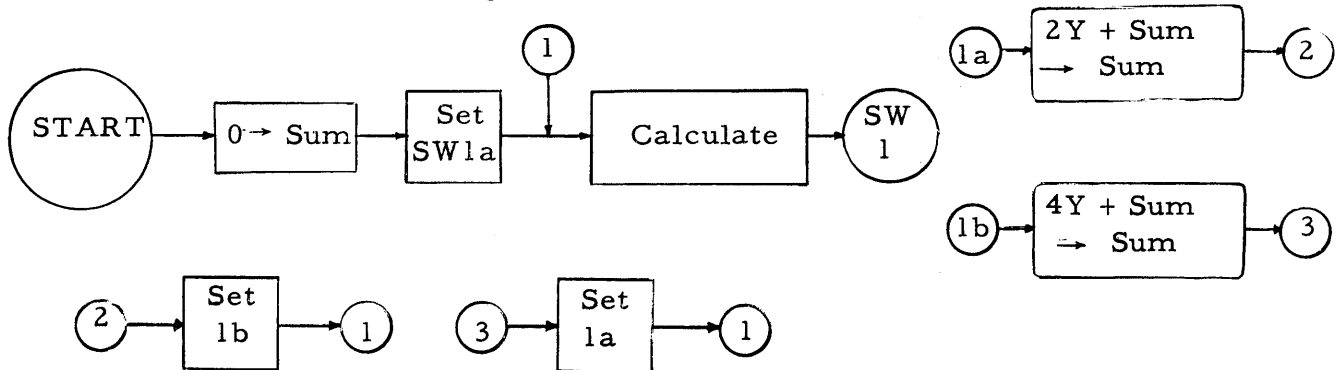 1
START
0 → Sum
Set
SW1a
Calculate
SW
1
1a
2Y + Sum
→ Sum
2
1b
4Y + Sum
→ Sum
3
2
Set
1b
1
3
Set
1a
1